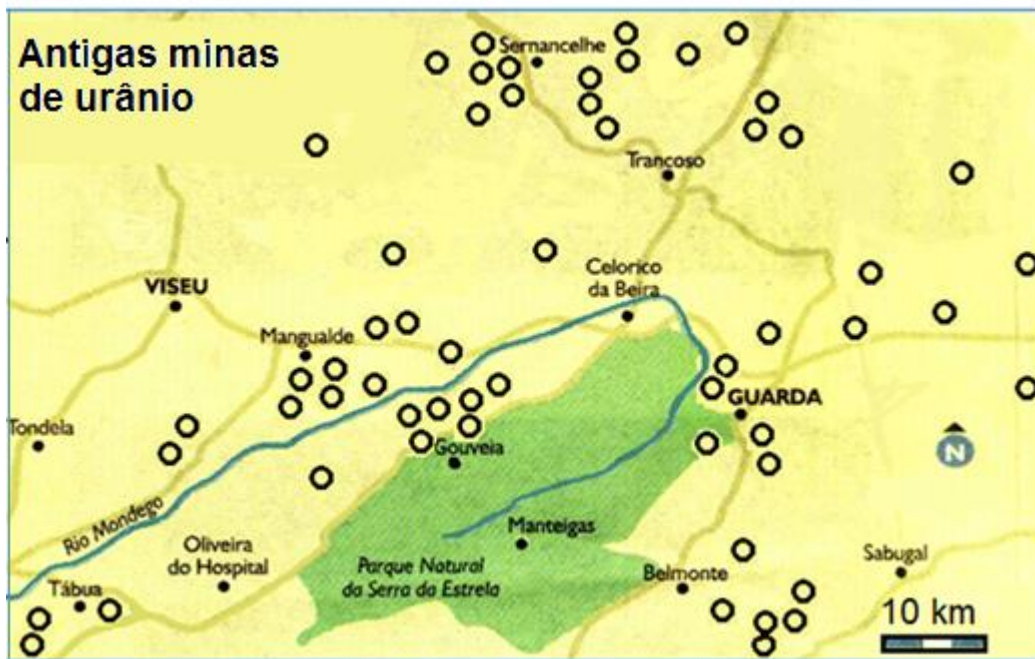 Antigas minas
de urânio
Sernancelhe
Trancoso
Celorico
da Beira
VISEU
Mangualde
GUARDA
Tondela
Gouveia
N
Rio Mondego
Manteigas
Oliveira
do Hospital
Parque Natural
da Serra da Estrela
Sabugal
Belmonte
Tábua
10 km